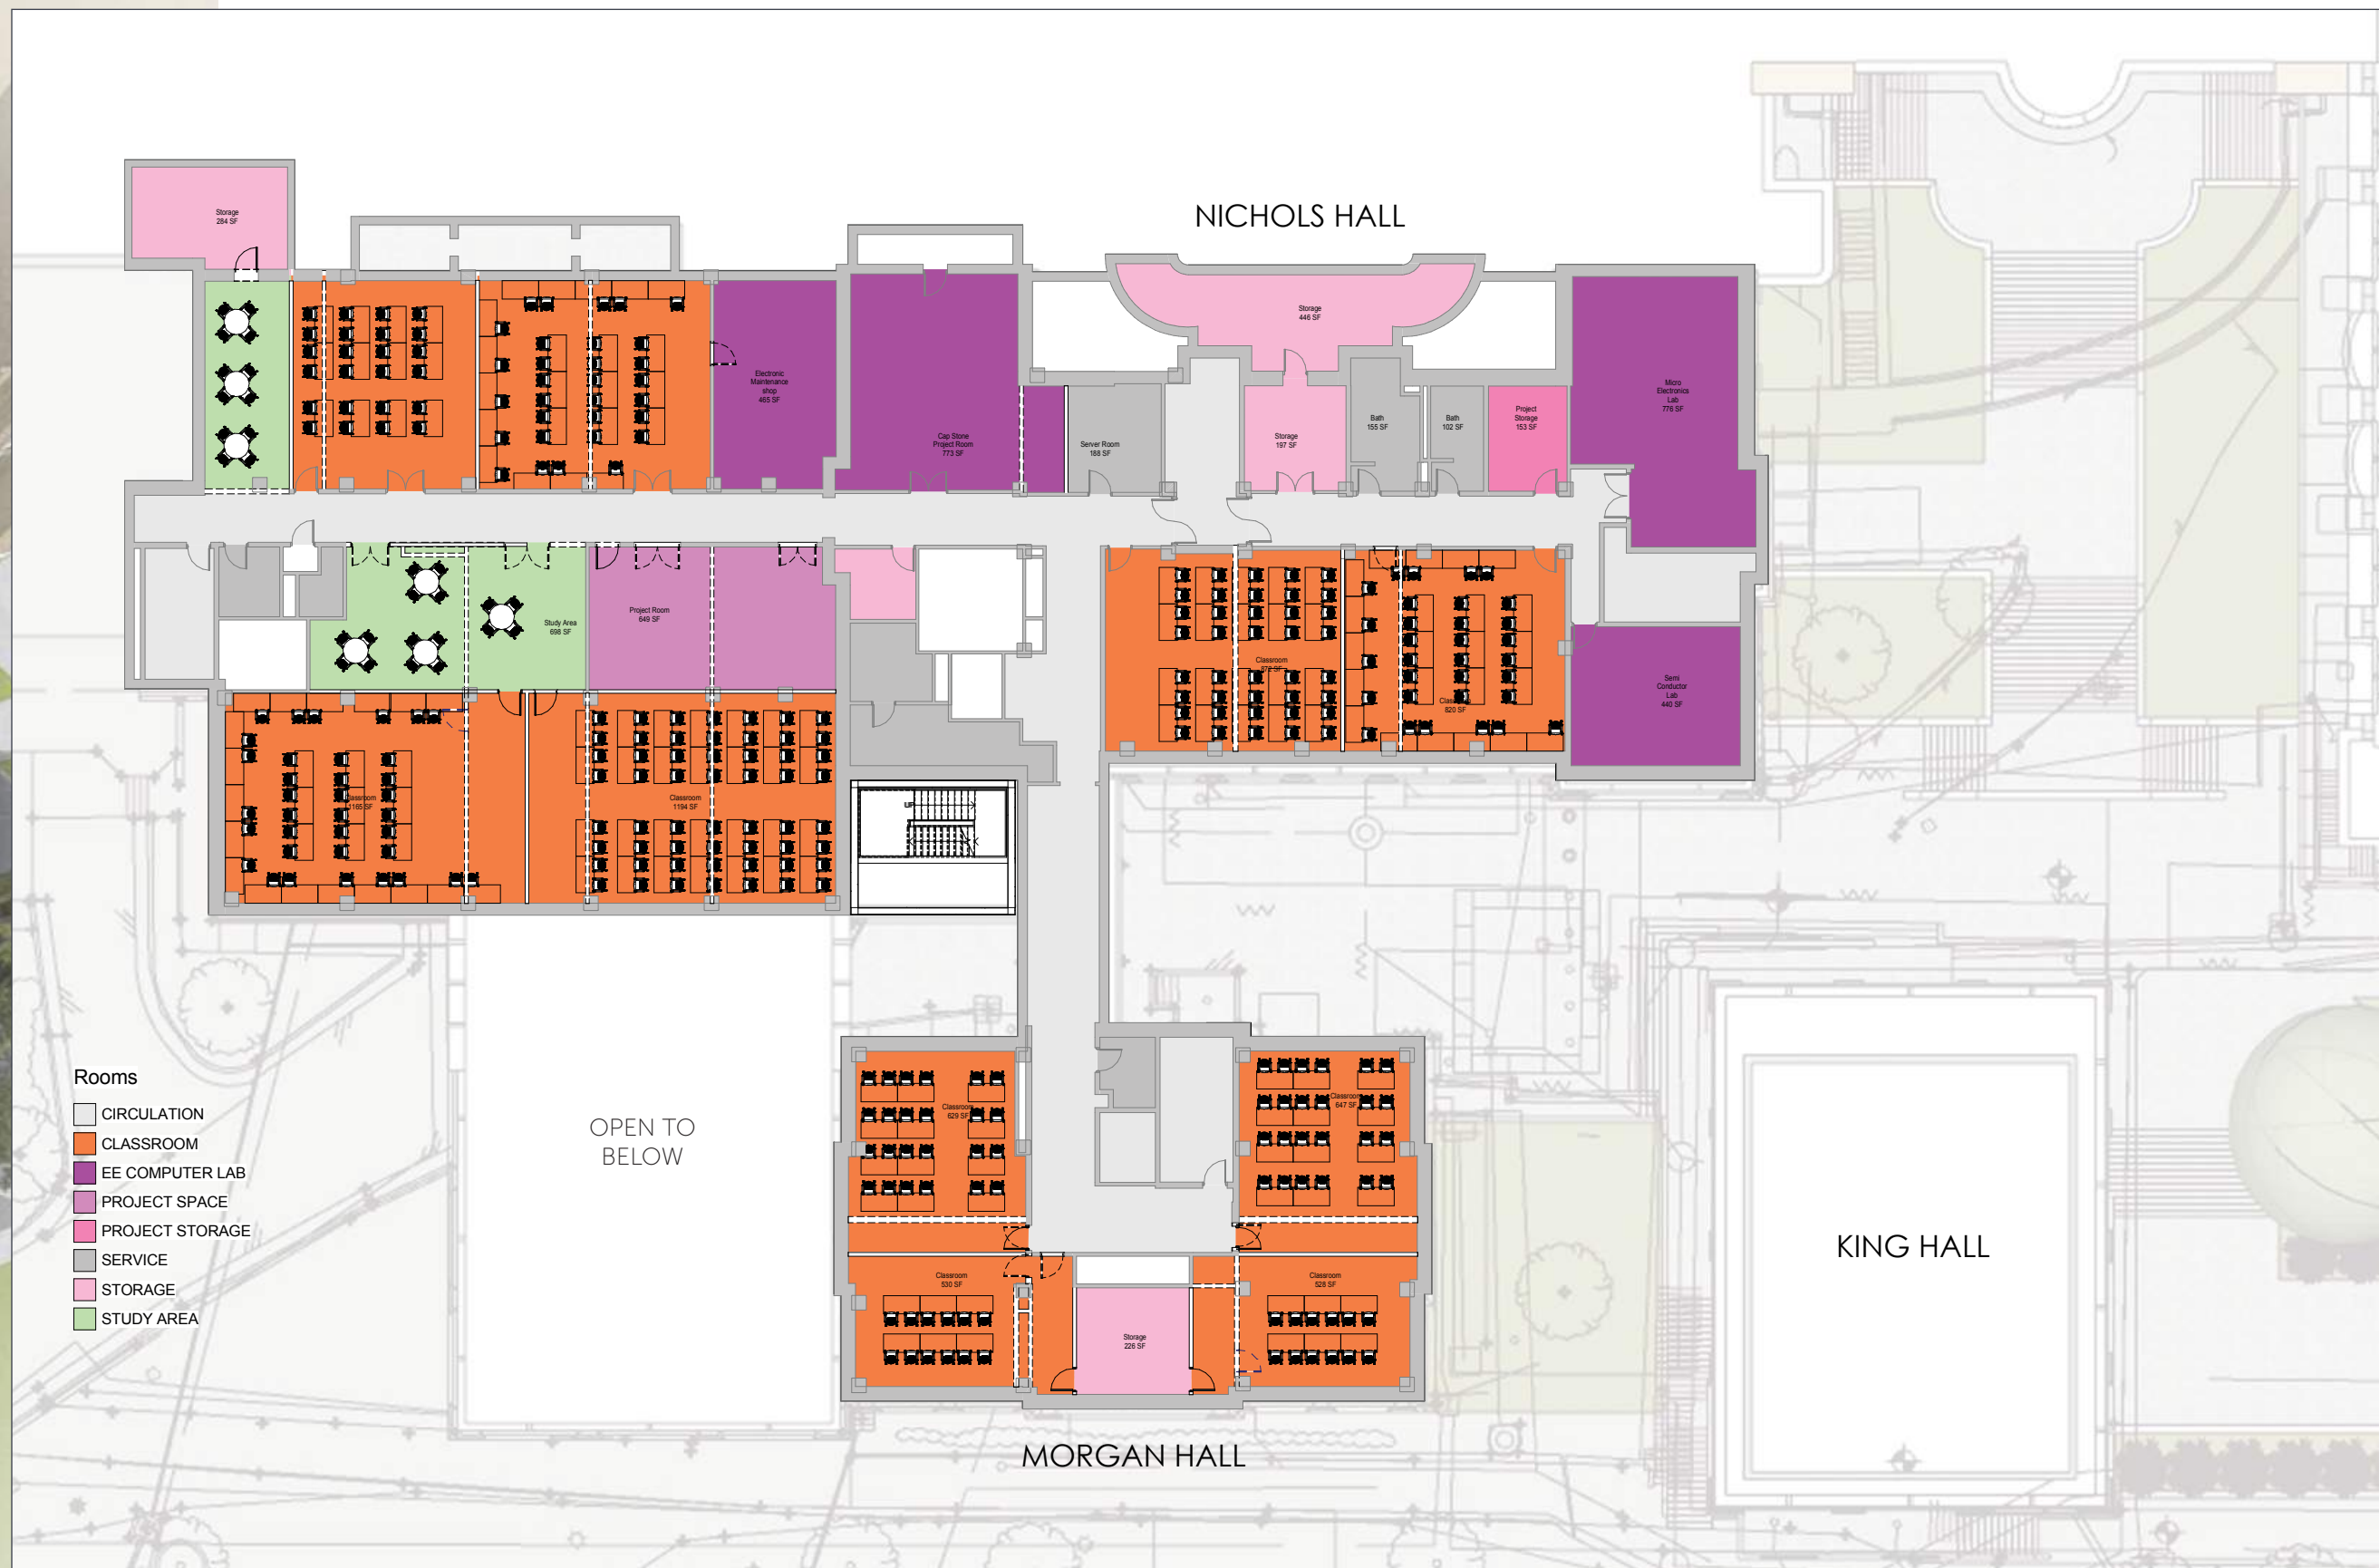 NICHOLS HALL
Storage
284 SF
Storage
446 SF
Electronic
Maintenance
shop
465 SF
Cap Stone
Project Room
773 SF
Server Room
188 SF
Storage
197 SF
Bath
155 SF
Bath
102 SF
Project
Storage
153 SF
Micro
Electronics
Lab
776 SF
Study Area
698 SF
Project Room
649 SF
Classroom
Classroom
820 SF
Semi
Conductor
Lab
440 SF
Classroom
1165 SF
Classroom
1194 SF
UP
Rooms
CIRCULATION
CLASSROOM
EE COMPUTER LAB
PROJECT SPACE
PROJECT STORAGE
SERVICE
STORAGE
STUDY AREA
OPEN TO
BELOW
Classroom
629 SF
Classroom
647 SF
Classroom
530 SF
Classroom
528 SF
Storage
226 SF
KING HALL
MORGAN HALL